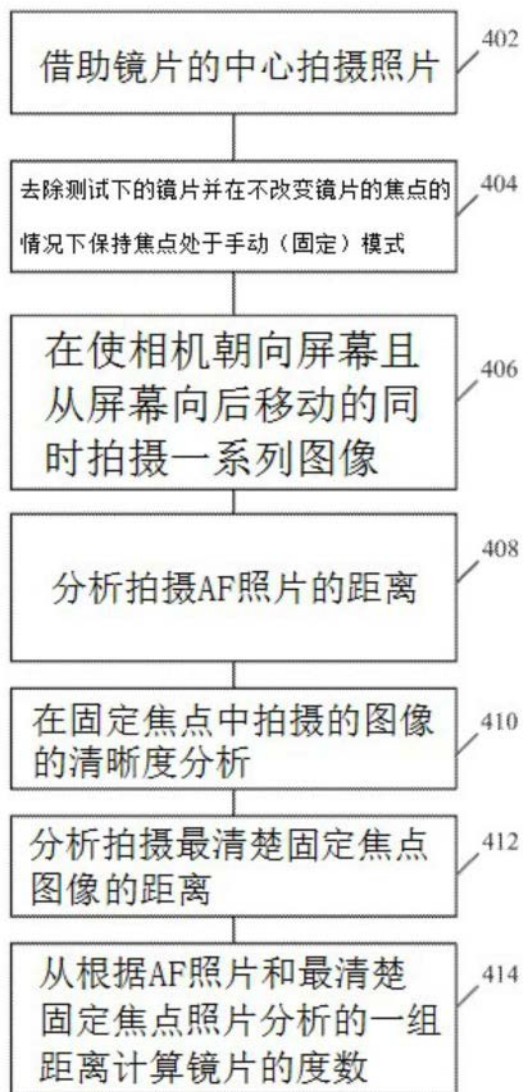 借助镜片的中心拍摄照片
402
去除测试下的镜片并在不改变镜片的焦点的
情况下保持焦点处于手动（固定）模式
404
在使相机朝向屏幕且
从屏幕向后移动的同
时拍摄一系列图像
406
分析拍摄AF照片的距离
408
在固定焦点中拍摄的图像
的清晰度分析
410
分析拍摄最清楚固定焦点
图像的距离
412
从根据AF照片和最清楚
固定焦点照片分析的一组
距离计算镜片的度数
414